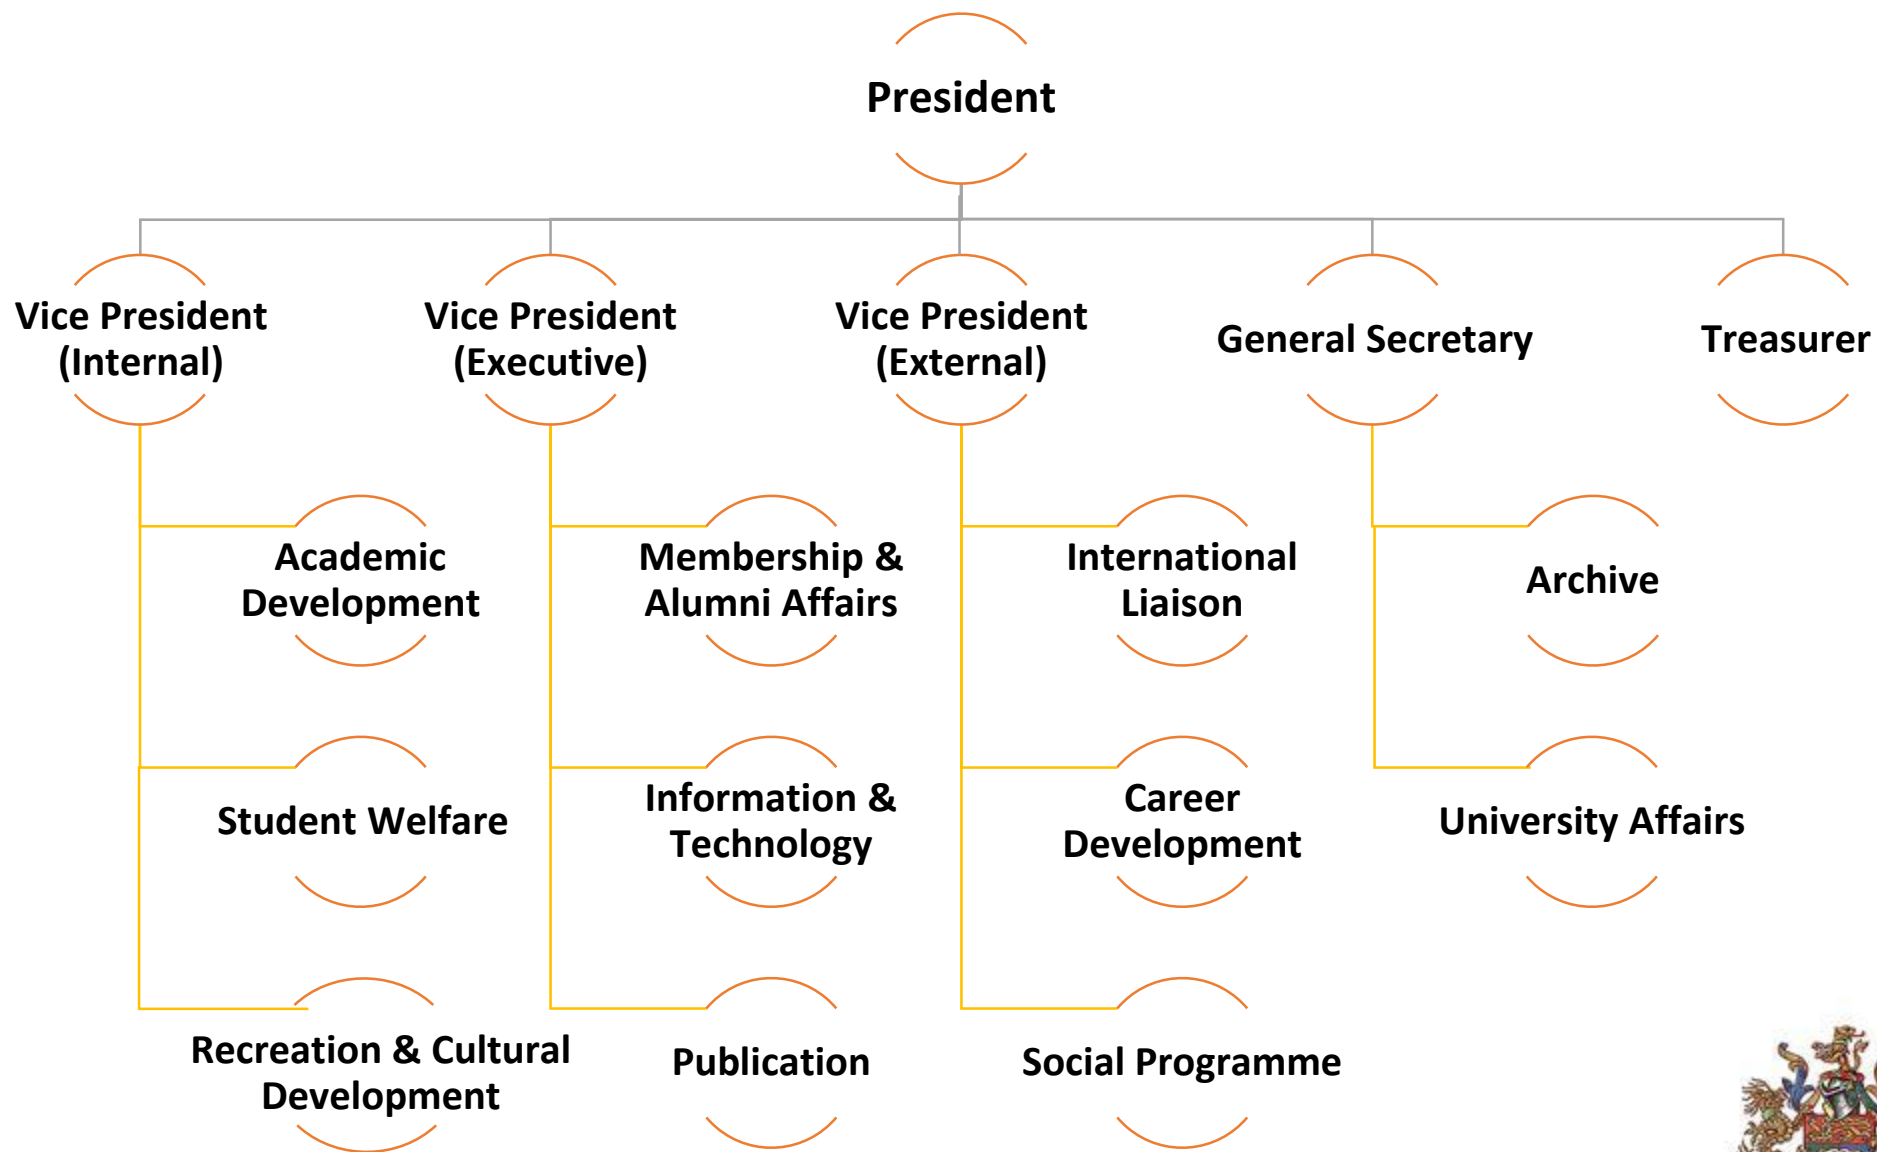 President
Vice President
(Internal)
Vice President
(Executive)
Vice President
(External)
General Secretary
Treasurer
Academic
Development
Membership &
Alumni Affairs
International
Liaison
Archive
Student Welfare
Information &
Technology
Career
Development
University Affairs
Recreation & Cultural
Development
Publication
Social Programme